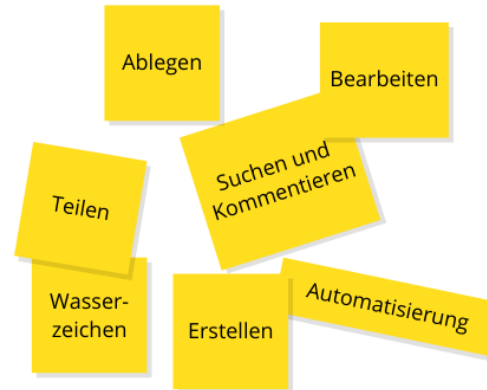 Ablegen
Bearbeiten
Suchen und
Kommentieren
Teilen
Wasser-
zeichen
Erstellen
Automatisierung